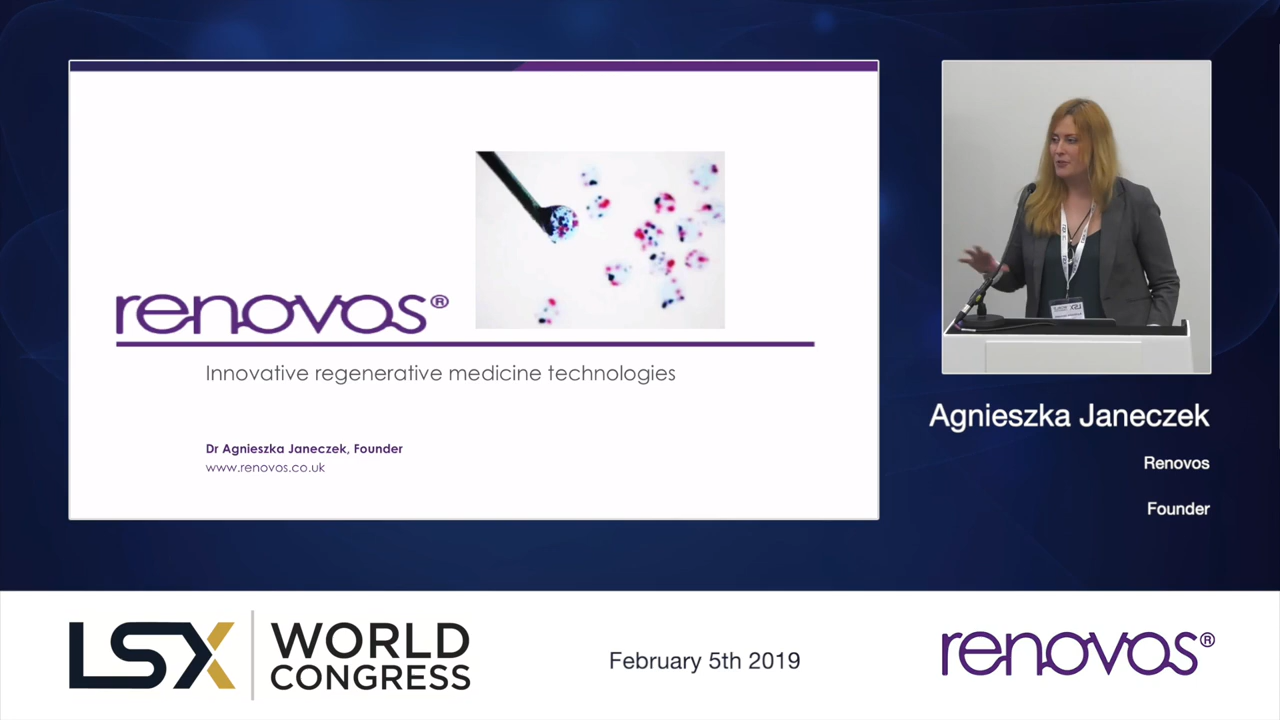 renovos®
Innovative regenerative medicine technologies
Dr Agnieszka Janeczek, Founder
www.renovos.co.uk
Agnieszka Janeczek
Renovos
Founder
LSX
WORLD
CONGRESS
February 5th 2019
renovos®